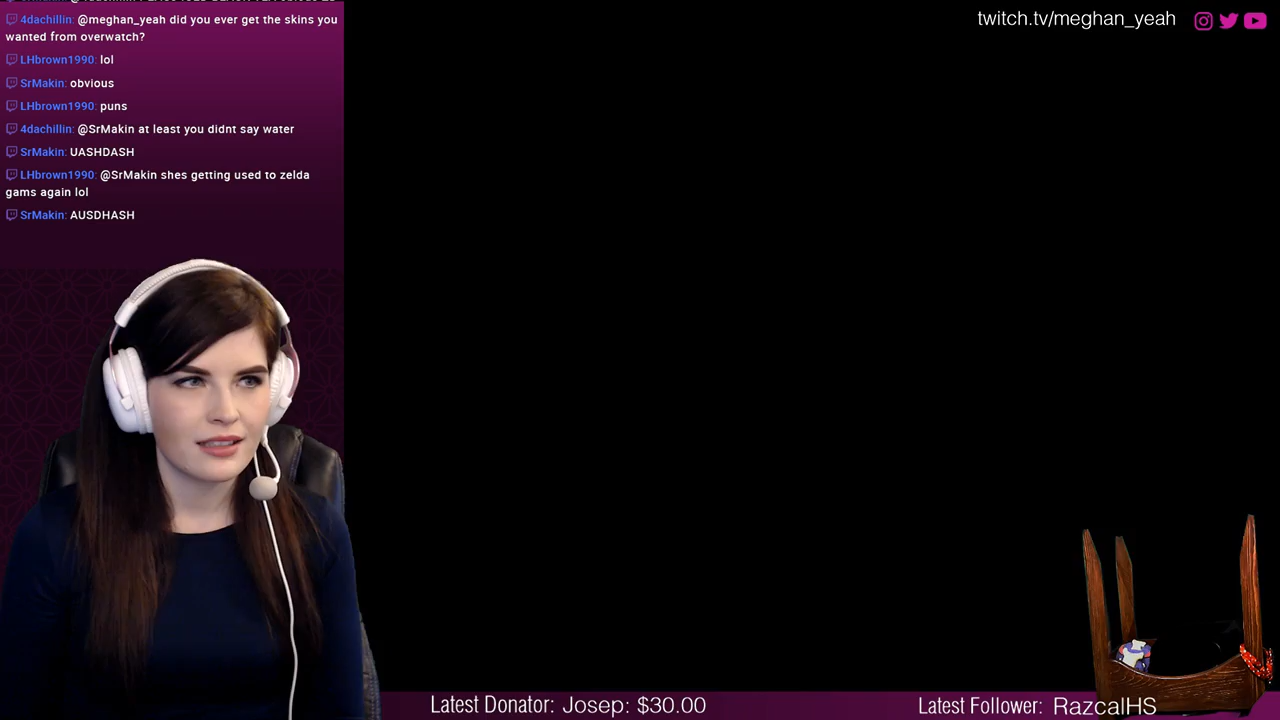 4dachillin: @meghan_yeah did you ever get the skins you
wanted from overwatch?
LHbrown1990: lol
SrMakin: obvious
LHbrown1990: puns
4dachillin: @SrMakin at least you didnt say water
SrMakin: UASHDASH
LHbrown1990: @SrMakin shes getting used to zelda
gams again lol
SrMakin: AUSDHASH
twitch.tv/meghan_yeah
Latest Donator: Josep: $30.00
Latest Follower: RazcalHS